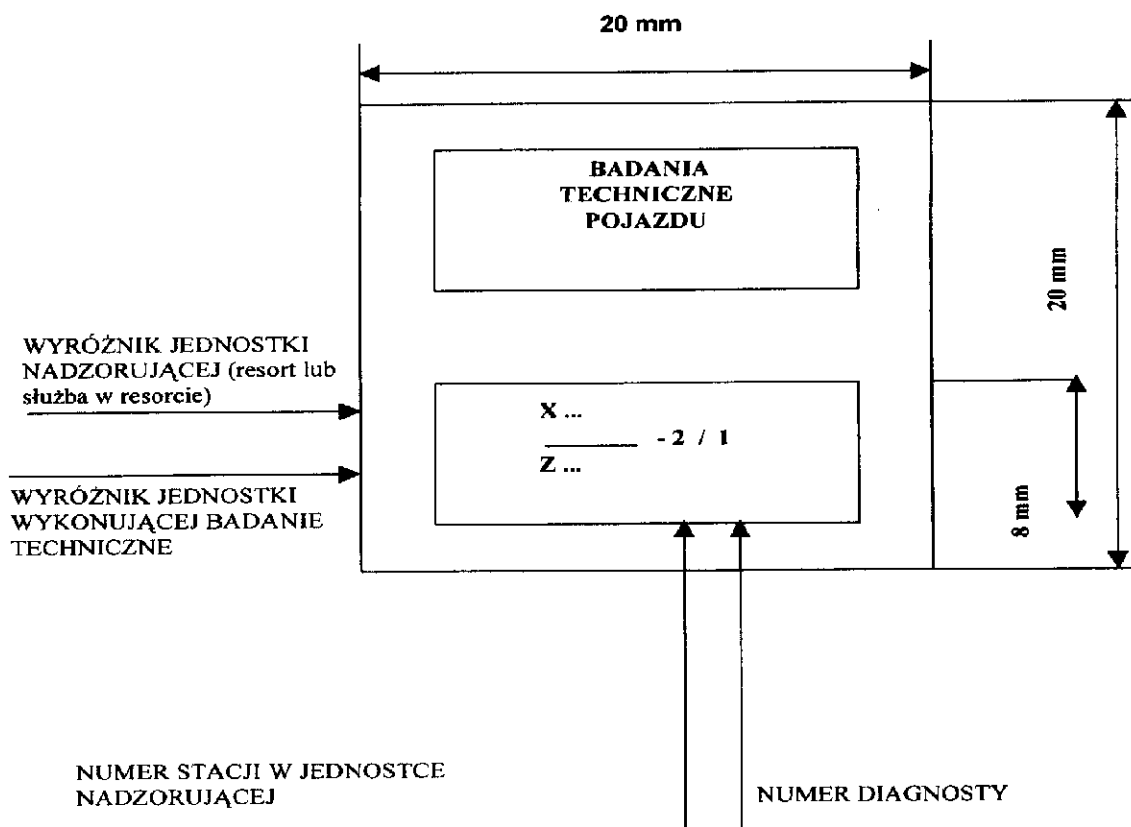 20 mm
BADANIA
TECHNICZNE
POJAZDU
20 mm
WYRÓŻNIK JEDNOSTKI
NADZORUJĄCEJ (resort lub
służba w resorcie)
X ...
- 2 / 1
Z ...
8 mm
WYRÓŻNIK JEDNOSTKI
WYKONUJĄCEJ BADANIE
TECHNICZNE
NUMER STACJI W JEDNOSTCE
NADZORUJĄCEJ
NUMER DIAGNOSTY